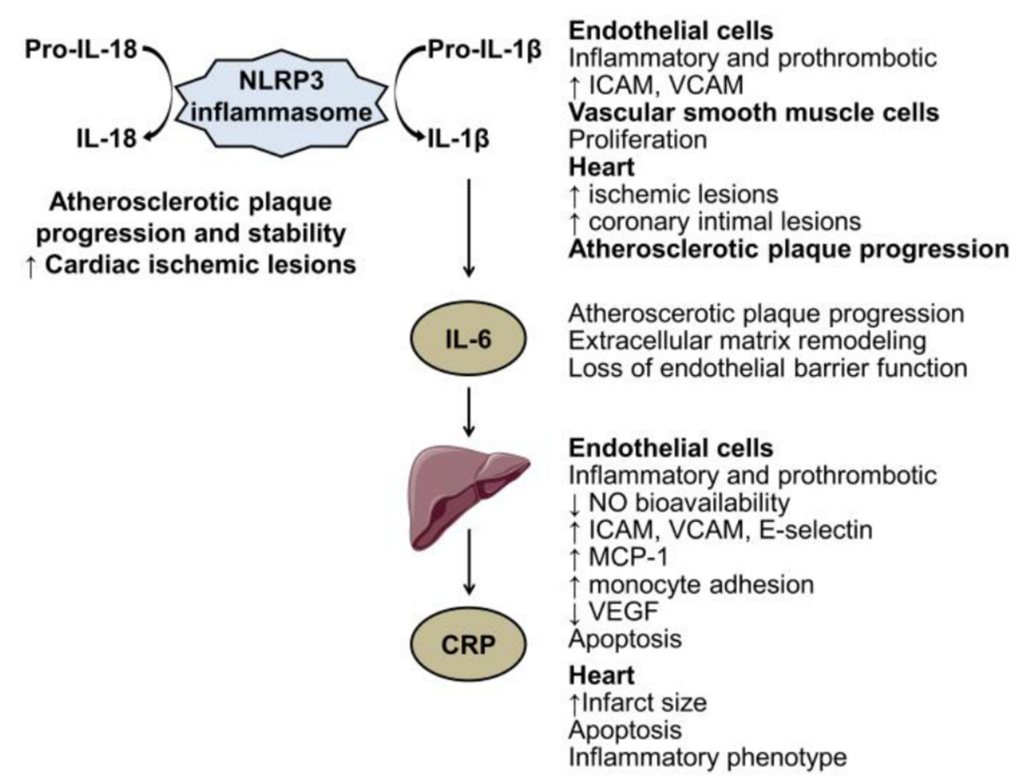 Pro-IL-18
NLRP3
inflammasome
Pro-IL-1β
IL-18
IL-1β
Atherosclerotic plaque
progression and stability
↑ Cardiac ischemic lesions
Endothelial cells
Inflammatory and prothrombotic
↑ ICAM, VCAM
Vascular smooth muscle cells
Proliferation
Heart
↑ ischemic lesions
↑ coronary intimal lesions
Atherosclerotic plaque progression
IL-6
Atheroscerotic plaque progression
Extracellular matrix remodeling
Loss of endothelial barrier function
Endothelial cells
Inflammatory and prothrombotic
↓ NO bioavailability
↑ ICAM, VCAM, E-selectin
↑ MCP-1
↑ monocyte adhesion
↓ VEGF
Apoptosis
CRP
Heart
↑Infarct size
Apoptosis
Inflammatory phenotype